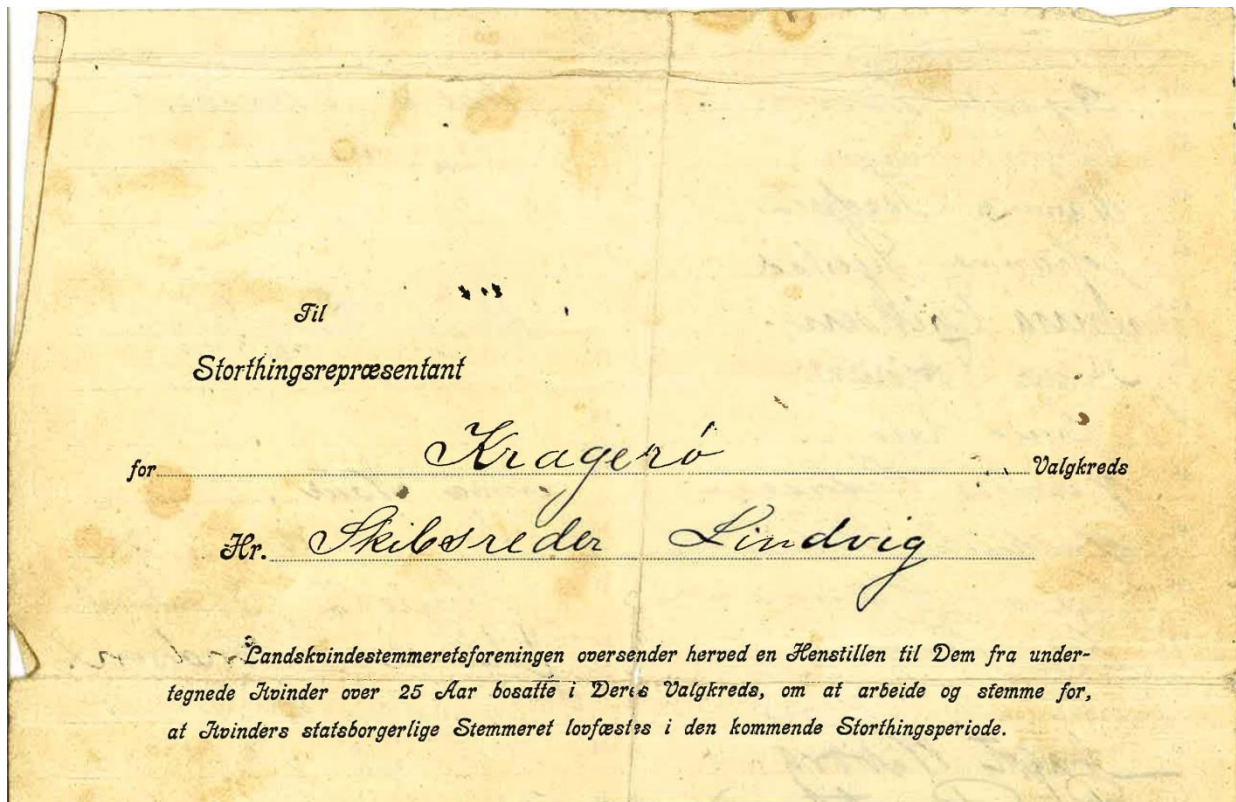 Til
Storthingsrepræsentant
for Kragerö Valgkreds
Hr. Skibsreder Lindvig
Landskvindestemmeretsforeningen oversender herved en Henstillen til Dem fra under-
tegnede Kvinder over 25 Aar bosatte i Deres Valgkreds, om at arbeide og stemme for,
at Kvinders statsborgerlige Stemmeret lovfæstes i den kommende Storthingsperiode.